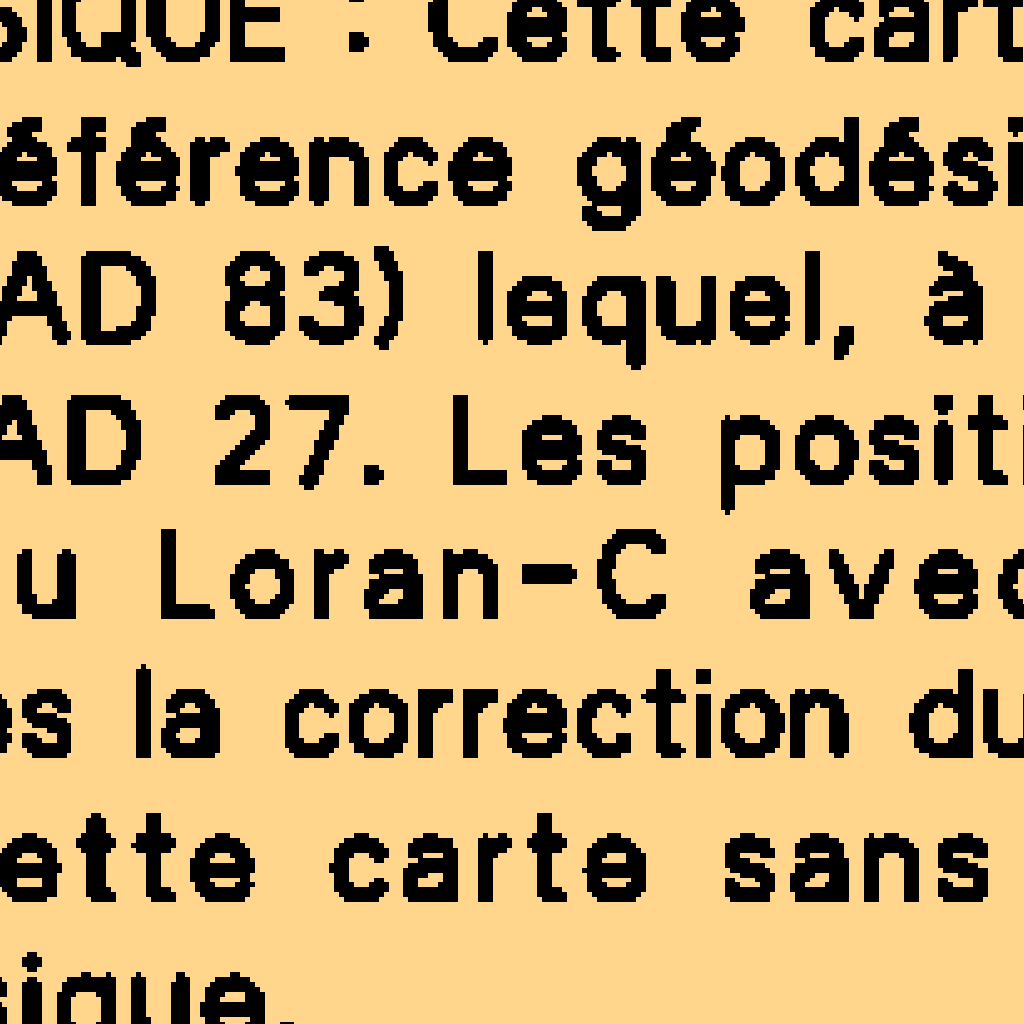 SIQUE : Cette cart
éférence géodési
AD 83) lequel, à
AD 27. Les positi
u Loran-C avec
es la correction du
ette carte sans
sique.